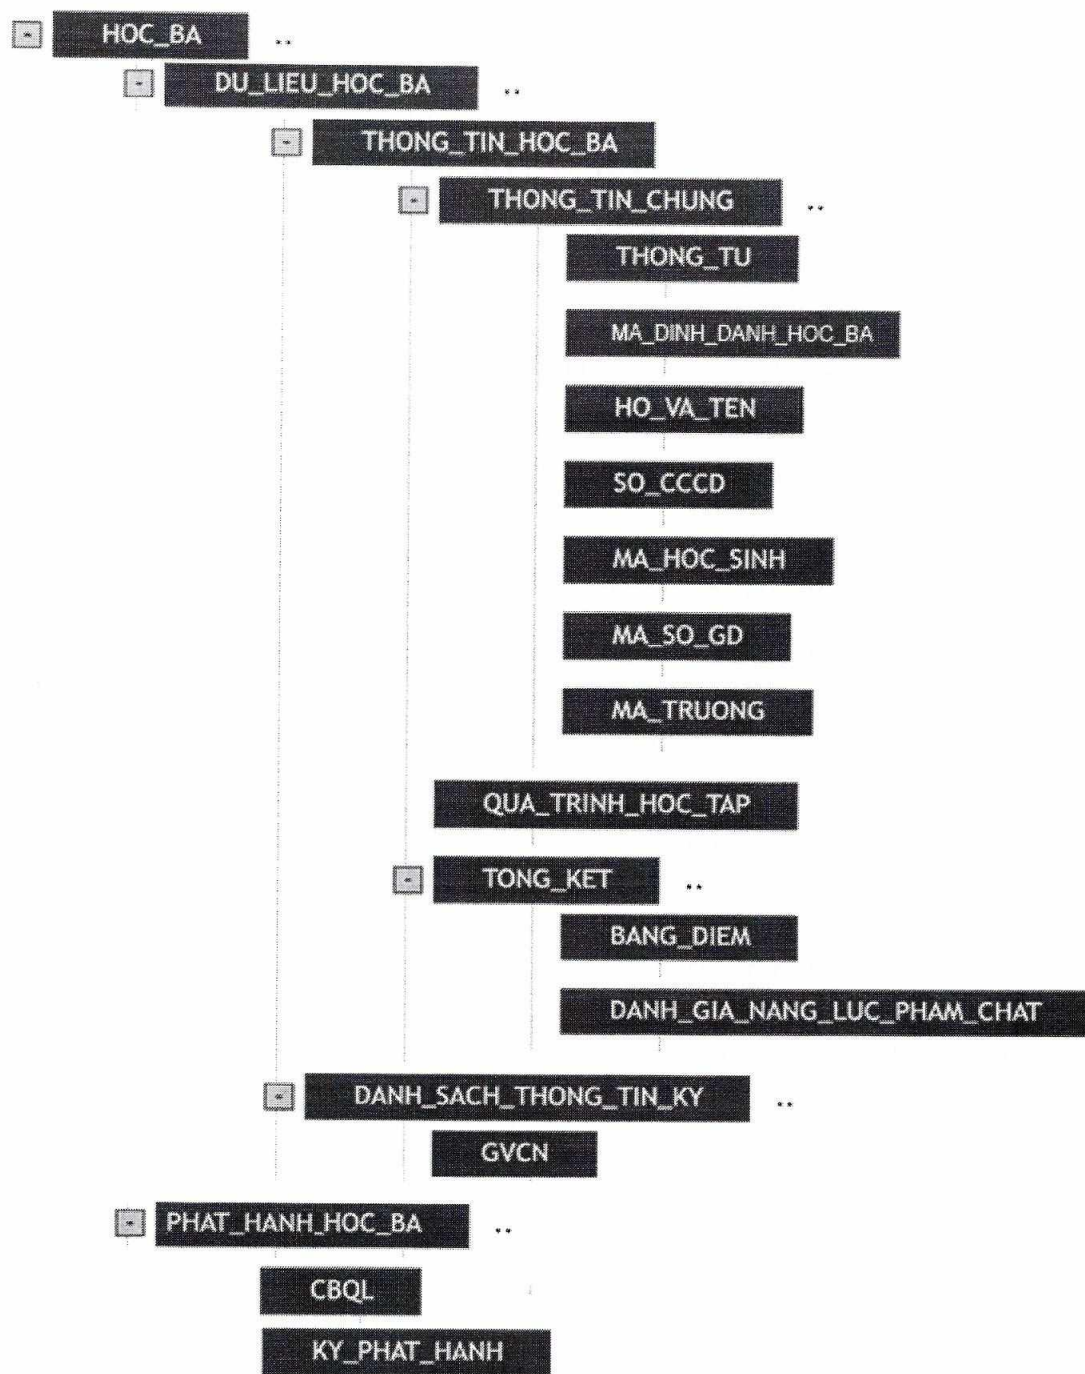 HOC_BA ..
DU_LIEU_HOC_BA ..
THONG_TIN_HOC_BA
THONG_TIN_CHUNG ..
THONG_TU
MA_DINH_DANH_HOC_BA
HO_VA_TEN
SO_CCCD
MA_HOC_SINH
MA_SO_GD
MA_TRUONG
QUA_TRINH_HOC_TAP
TONG_KET ..
BANG_DIEM
DANH_GIA_NANG_LUC_PHAM_CHAT
DANH_SACH_THONG_TIN_KY ..
GVCN
PHAT_HANH_HOC_BA ..
CBQL
KY_PHAT_HANH